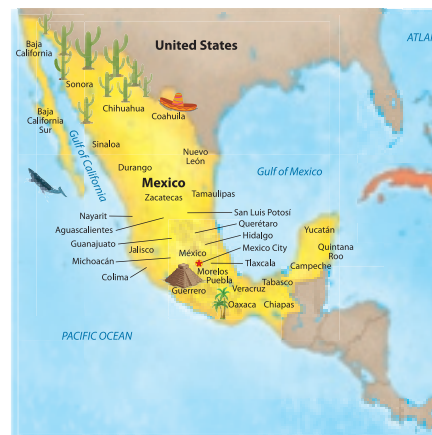 ATLA
United States
Baja
California
Sonora
Chihuahua
Coahuila
Baja
California
Sur
Gulf of California
Sinaloa
Nuevo
León
Durango
Gulf of Mexico
Mexico
Zacatecas
Tamaulipas
Nayarit
San Luis Potosí
Aguascalientes
Querétaro
Yucatán
Guanajuato
Hidalgo
Jalisco
México
Mexico City
Quintana
Roo
Michoacán
Tlaxcala
Campeche
Colima
Morelos
Puebla
Tabasco
Guerrero
Veracruz
Oaxaca
Chiapas
PACIFIC OCEAN